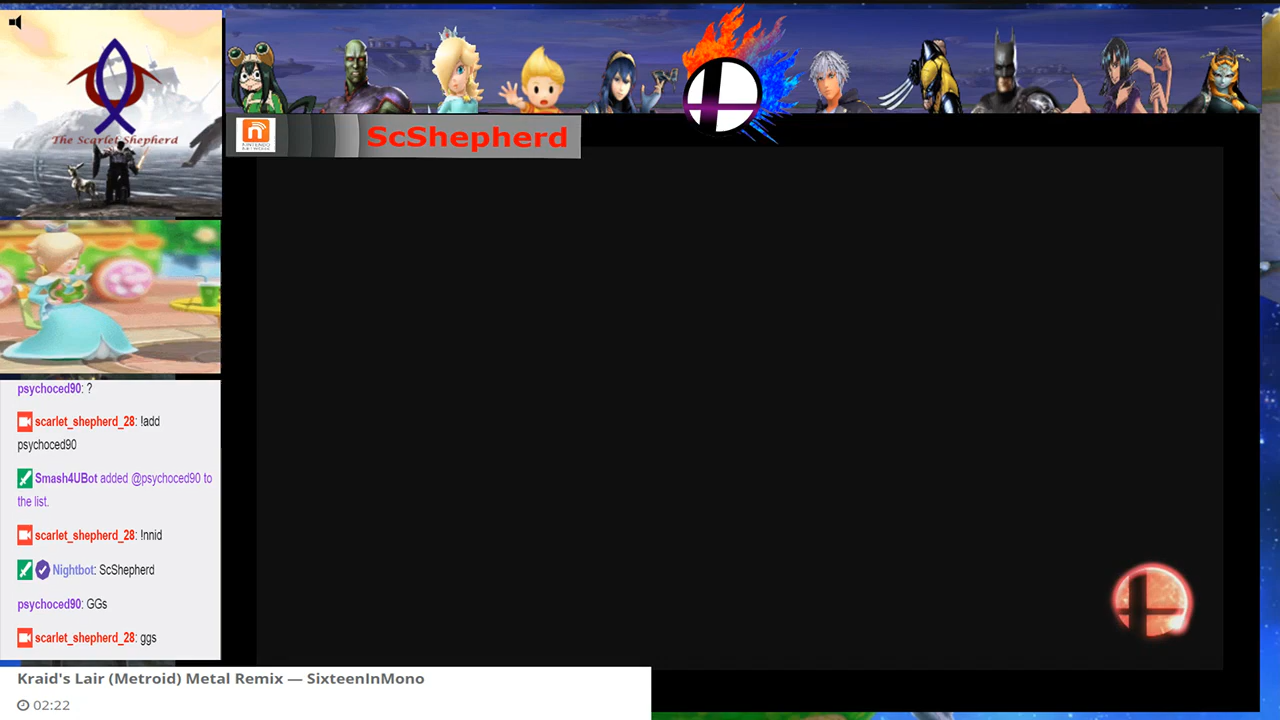 The Scarlet Shepherd
ScShepherd
psychoced90: ?
scarlet_shepherd_28: !add
psychoced90
Smash4UBot added @psychoced90 to
the list.
scarlet_shepherd_28: !nnid
Nightbot: ScShepherd
psychoced90: GGs
scarlet_shepherd_28: ggs
Kraid's Lair (Metroid) Metal Remix — SixteenInMono
02:22